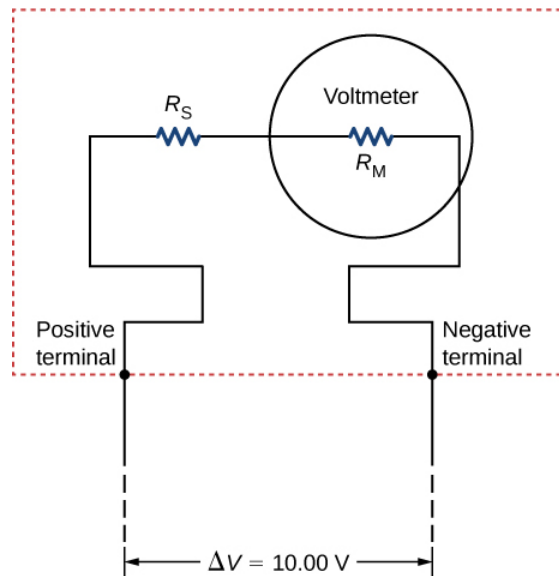 R_S
Voltmeter
R_M
Positive
terminal
Negative
terminal
ΔV = 10.00 V